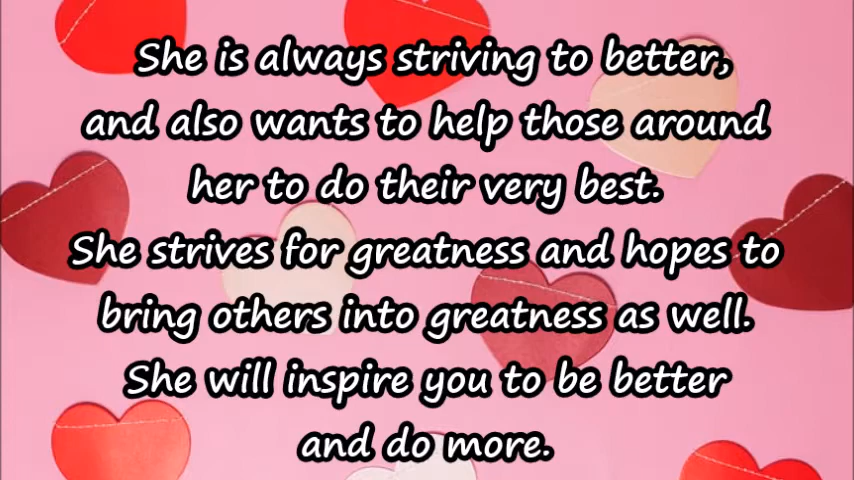 She is always striving to better,
and also wants to help those around
her to do their very best.
She strives for greatness and hopes to
bring others into greatness as well.
She will inspire you to be better
and do more.